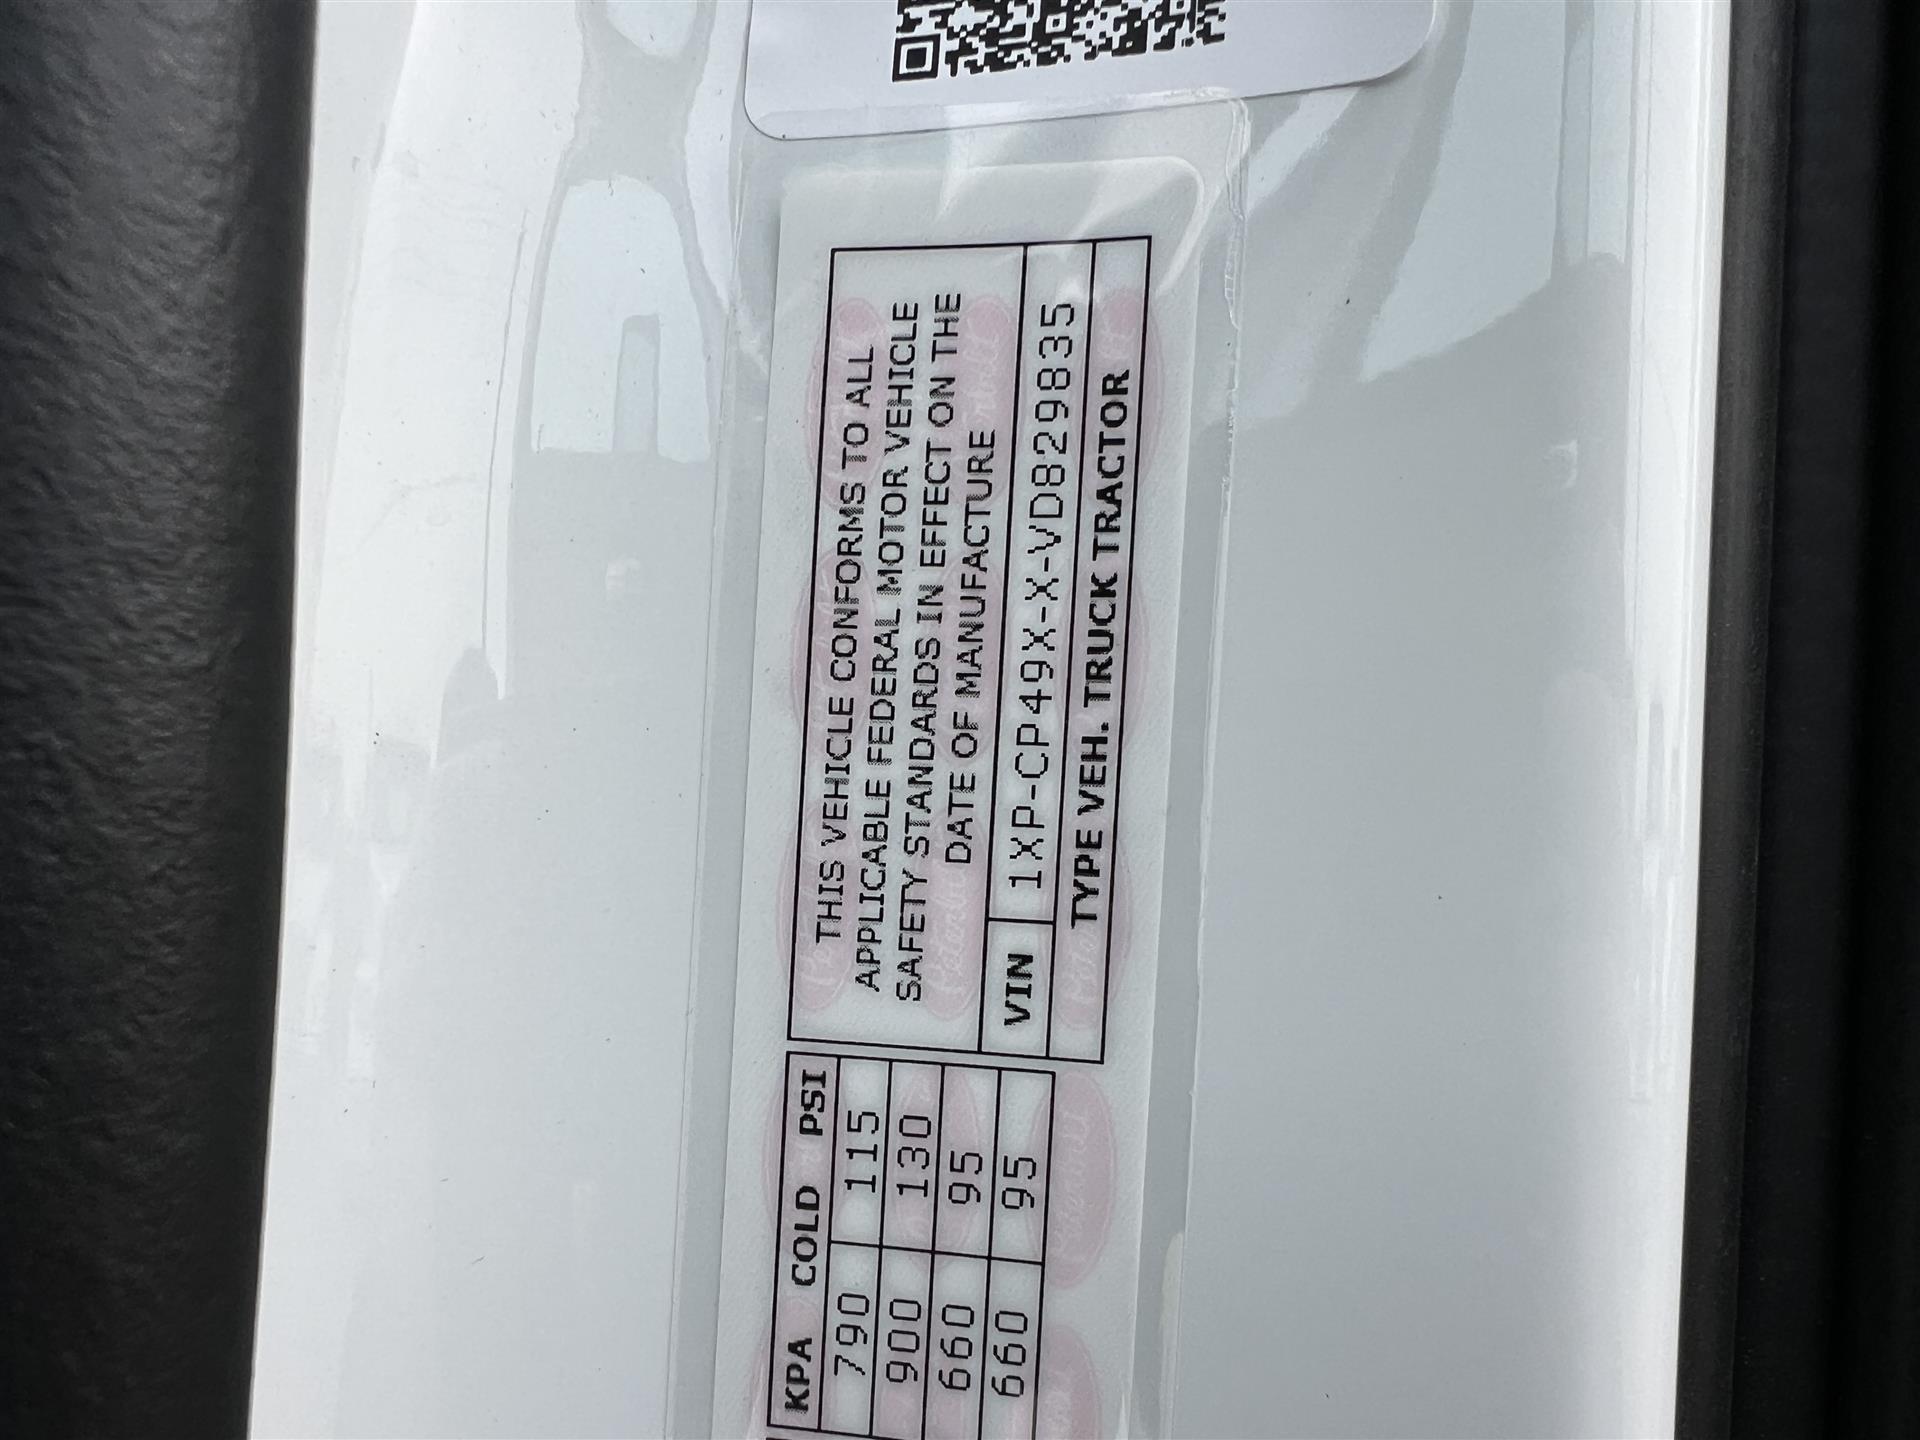 KPA COLD PSI
790 115
900 130
660 95
660 95
THIS VEHICLE CONFORMS TO ALL
APPLICABLE FEDERAL MOTOR VEHICLE
SAFETY STANDARDS IN EFFECT ON THE
DATE OF MANUFACTURE
VIN 1XP-CP49X-X-VD829835
TYPE VEH. TRUCK TRACTOR